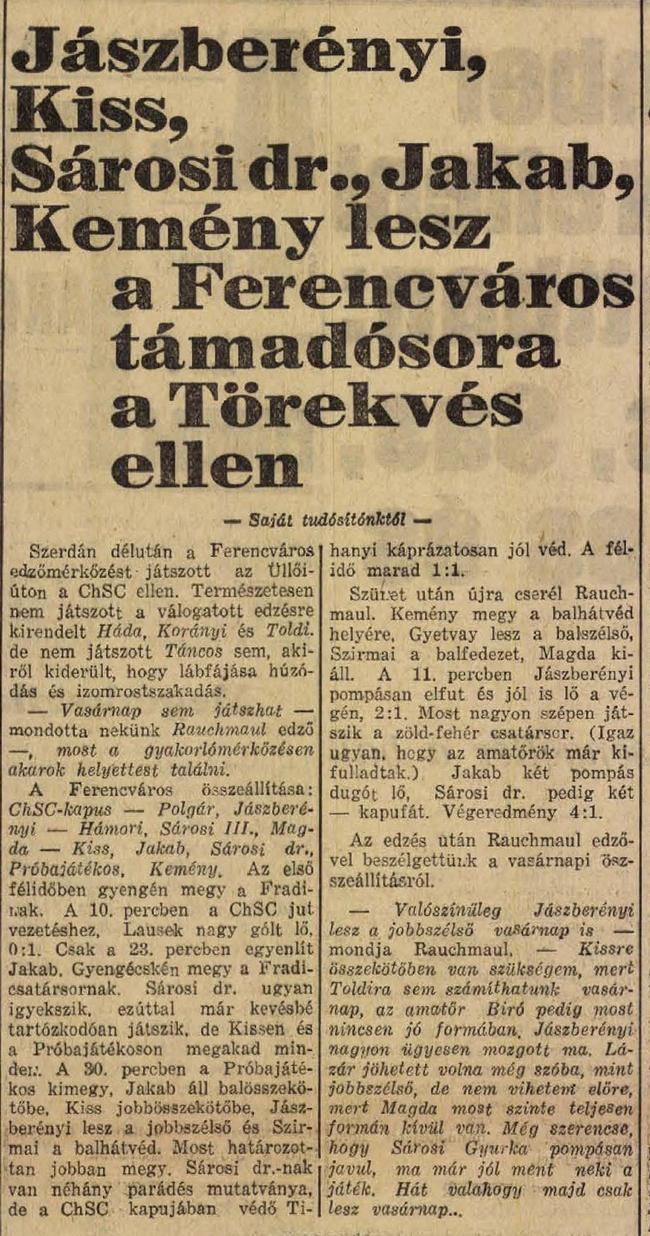 Jászberényi,
Kiss,
Sárosi dr., Jakab,
Kemény lesz
a Ferencváros
támadósora
a Törekvés
ellen
— Saját tudósítónktól —
Szerdán délután a Ferencváros
edzőmérkőzést játszott az Üllői-
úton a ChSC ellen. Természetesen
nem játszott a válogatott edzésre
kirendelt Háda, Korányi és Toldi.
de nem játszott Táncos sem, aki-
ről kiderült, hogy lábfájása húzó-
dás és izomrostszakadás.
— Vasárnap sem játszhat —
mondotta nekünk Rauchmaul edző
—, most a gyakorlómérkőzésen
akarok helyettest találni.
A Ferencváros összeállítása:
ChSC-kapus — Polgár, Jászberé-
nyi — Hámori, Sárosi III., Mag-
da — Kiss, Jakab, Sárosi dr.,
Próbajátékos, Kemény. Az első
félidőben gyengén megy a Fradi-
nak. A 10. percben a ChSC jut
vezetéshez, Lausek nagy gólt lő,
0:1. Csak a 23. percben egyenlít
Jakab. Gyengécskén megy a Fradi-
csatársornak. Sárosi dr. ugyan
igyekszik, ezúttal már kevésbé
tartózkodóan játszik, de Kissen és
a Próbajátékoson megakad min-
den. A 30. percben a Próbajáté-
kos kimegy, Jakab áll balösszekö-
tőbe, Kiss jobbösszekötőbe, Jász-
berényi lesz a jobbszélső és Szir-
mai a balhátvéd. Most határozot-
tan jobban megy. Sárosi dr.-nak
van néhány parádés mutatványa,
de a ChSC kapujában védő Ti-
hanyi káprázatosan jól véd. A fél-
idő marad 1:1.
Szünet után újra cserél Rauch-
maul. Kemény megy a balhátvéd
helyére, Gyetvay lesz a balszélső,
Szirmai a balfedezet, Magda ki-
áll. A 11. percben Jászberényi
pompásan elfut és jól is lő a vé-
gén, 2:1. Most nagyon szépen ját-
szik a zöld-fehér csatársor. (Igaz
ugyan, hogy az amatőrök már ki-
fulladtak.) Jakab két pompás
dugót lő, Sárosi dr. pedig két
— kapufát. Végeredmény 4:1.
Az edzés után Rauchmaul edző-
vel beszélgettünk a vasárnapi ösz-
szeállításról.
— Valószínűleg Jászberényi
lesz a jobbszélső vasárnap is —
mondja Rauchmaul. — Kissre
összekötőben van szükségem, mert
Toldira sem számíthatunk vasár-
nap, az amatőr Biró pedig most
nincsen jó formában. Jászberényi
nagyon ügyesen mozgott ma. Lá-
zár jöhetett volna még szóba, mint
jobbszélső, de nem vihetem előre,
mert Magda most szinte teljesen
formán kívül van. Még szerencse,
hogy Sárosi Gyurka pompásan
javul, ma már jól ment neki a
játék. Hát valahogy majd csak
lesz vasárnap...